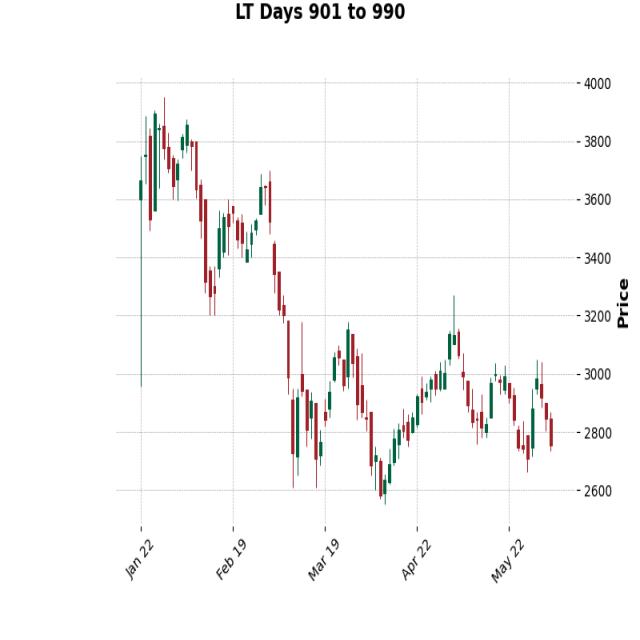 LT Days 901 to 990
4000
3800
3600
3400
3200
3000
2800
2600
Price
Jan 22
Feb 19
Mar 19
Apr 22
May 22